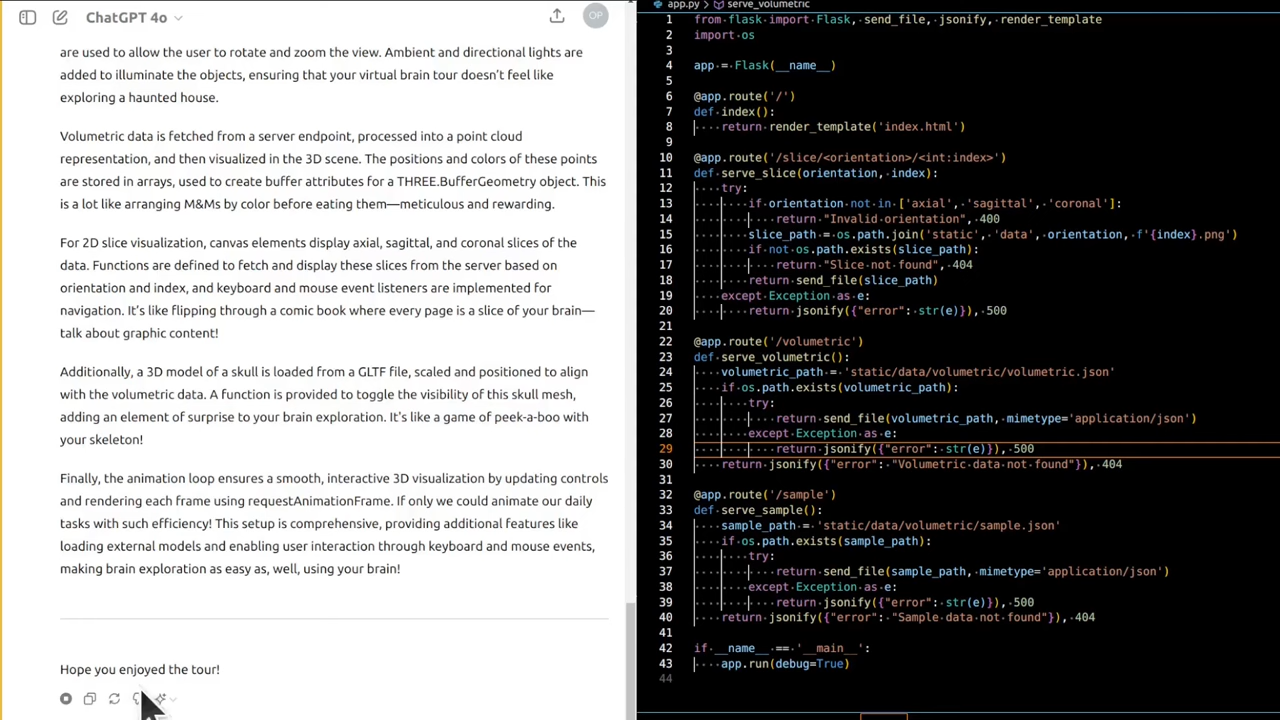 ChatGPT 4o
OP
are used to allow the user to rotate and zoom the view. Ambient and directional lights are
added to illuminate the objects, ensuring that your virtual brain tour doesn't feel like
exploring a haunted house.
Volumetric data is fetched from a server endpoint, processed into a point cloud
representation, and then visualized in the 3D scene. The positions and colors of these points
are stored in arrays, used to create buffer attributes for a THREE.BufferGeometry object. This
is a lot like arranging M&Ms by color before eating them—meticulous and rewarding.
For 2D slice visualization, canvas elements display axial, sagittal, and coronal slices of the
data. Functions are defined to fetch and display these slices from the server based on
orientation and index, and keyboard and mouse event listeners are implemented for
navigation. It's like flipping through a comic book where every page is a slice of your brain—
talk about graphic content!
Additionally, a 3D model of a skull is loaded from a GLTF file, scaled and positioned to align
with the volumetric data. A function is provided to toggle the visibility of this skull mesh,
adding an element of surprise to your brain exploration. It's like a game of peek-a-boo with
your skeleton!
Finally, the animation loop ensures a smooth, interactive 3D visualization by updating controls
and rendering each frame using requestAnimationFrame. If only we could animate our daily
tasks with such efficiency! This setup is comprehensive, providing additional features like
loading external models and enabling user interaction through keyboard and mouse events,
making brain exploration as easy as, well, using your brain!
Hope you enjoyed the tour!
app.py > serve_volumetric
1 from flask import Flask, send_file, jsonify, render_template
2 import os
3
4 app = Flask(__name__)
5
6 @app.route('/')
7 def index():
8     return render_template('index.html')
9
10 @app.route('/slice/<orientation>/<int:index>')
11 def serve_slice(orientation, index):
12     try:
13         if orientation not in ['axial', 'sagittal', 'coronal']:
14             return "Invalid orientation", 400
15         slice_path = os.path.join('static', 'data', orientation, f'{index}.png')
16         if not os.path.exists(slice_path):
17             return "Slice not found", 404
18         return send_file(slice_path)
19     except Exception as e:
20         return jsonify({"error": str(e)}), 500
21
22 @app.route('/volumetric')
23 def serve_volumetric():
24     volumetric_path = 'static/data/volumetric/volumetric.json'
25     if os.path.exists(volumetric_path):
26         try:
27             return send_file(volumetric_path, mimetype='application/json')
28         except Exception as e:
29             return jsonify({"error": str(e)}), 500
30     return jsonify({"error": "Volumetric data not found"}), 404
31
32 @app.route('/sample')
33 def serve_sample():
34     sample_path = 'static/data/volumetric/sample.json'
35     if os.path.exists(sample_path):
36         try:
37             return send_file(sample_path, mimetype='application/json')
38         except Exception as e:
39             return jsonify({"error": str(e)}), 500
40     return jsonify({"error": "Sample data not found"}), 404
41
42 if __name__ == '__main__':
43     app.run(debug=True)
44